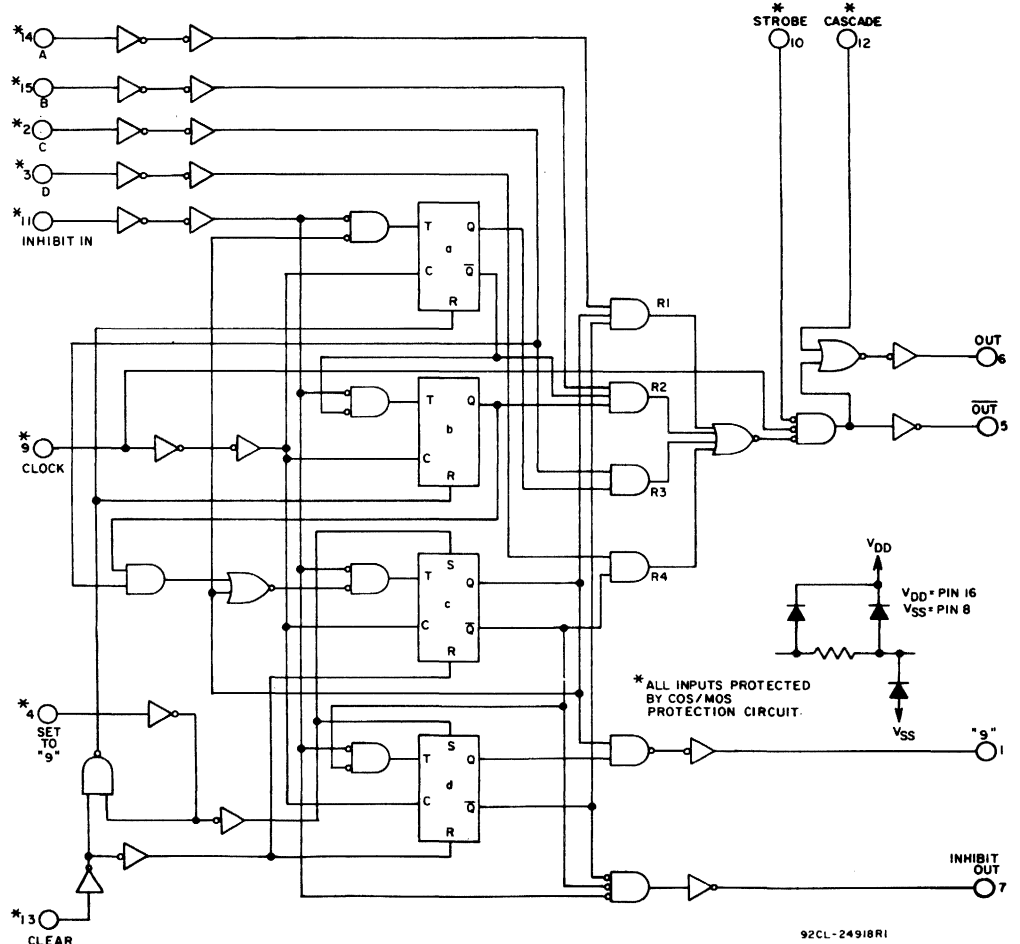 *14
A
*15
B
*2
C
*3
D
*11
INHIBIT IN
*
STROBE
10
*
CASCADE
12
T Q
a
C Q̅
R
R1
T Q
b
C
R
R2
R3
R4
OUT
6
O̅U̅T̅
5
*
9
CLOCK
S
T Q
c
C Q̅
R
VDD
VDD = PIN 16
VSS = PIN 8
VSS
* ALL INPUTS PROTECTED
BY COS/MOS
PROTECTION CIRCUIT.
*4
SET
TO
"9"
S
T Q
d
C Q̅
R
"9"
1
INHIBIT
OUT
7
*13
CLEAR
92CL-24918R1